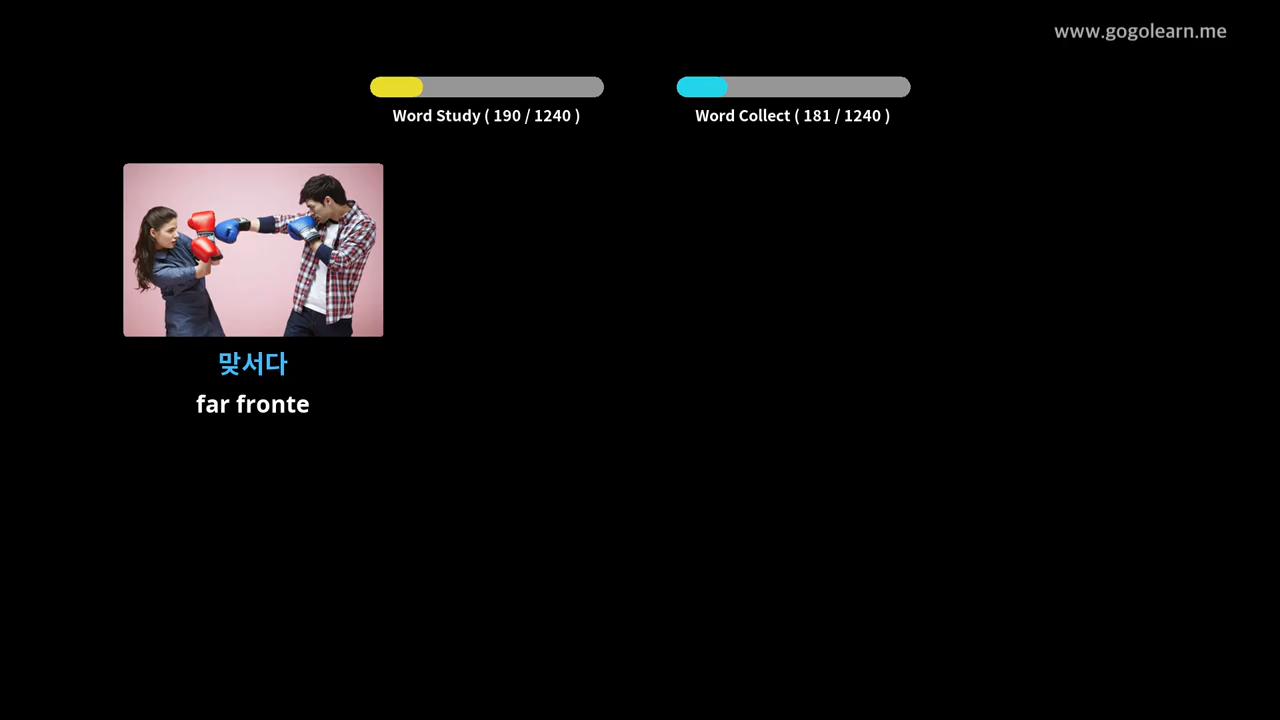 www.gogolearn.me
Word Study ( 190 / 1240 )
Word Collect ( 181 / 1240 )
맞서다
far fronte